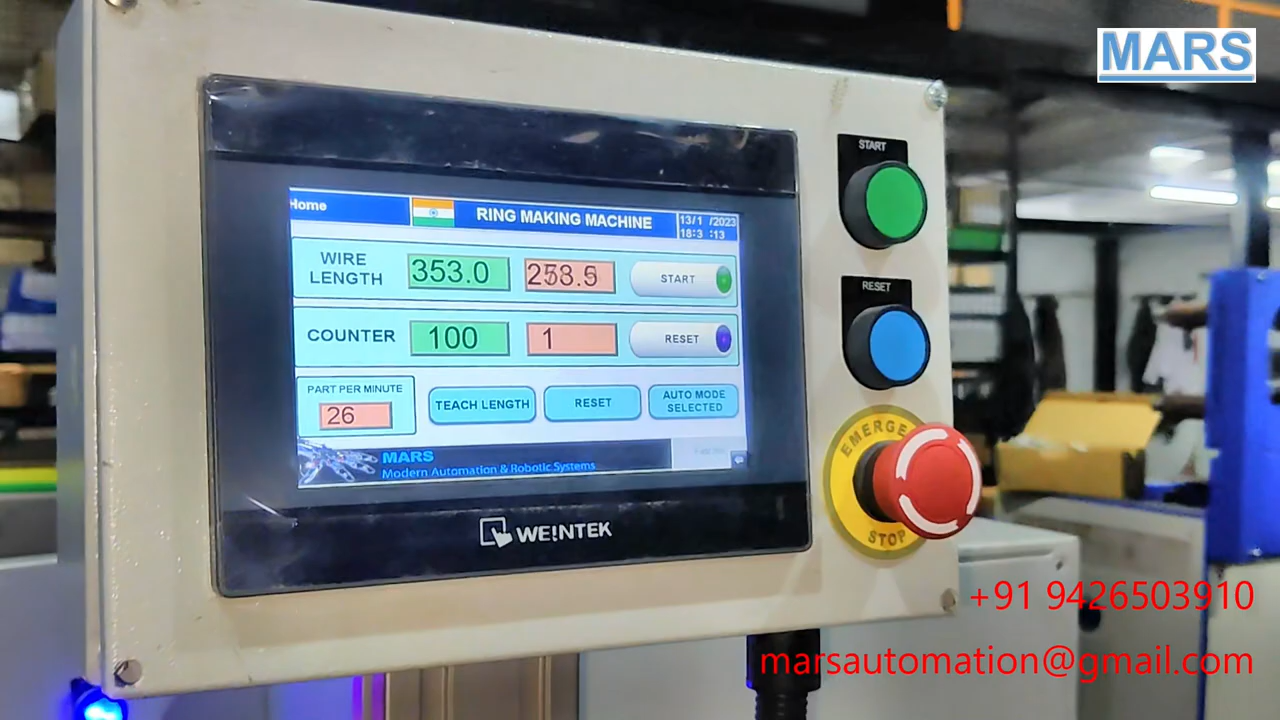 MARS
START
Home
RING MAKING MACHINE
13/1 /2023
18:3 :13
WIRE
LENGTH
353.0
START
COUNTER
100
1
RESET
RESET
PART PER MINUTE
26
TEACH LENGTH
RESET
AUTO MODE
SELECTED
MARS
Modern Automation & Robotic Systems
EMERGE
STOP
WEINTEK
+91 9426503910
marsautomation@gmail.com